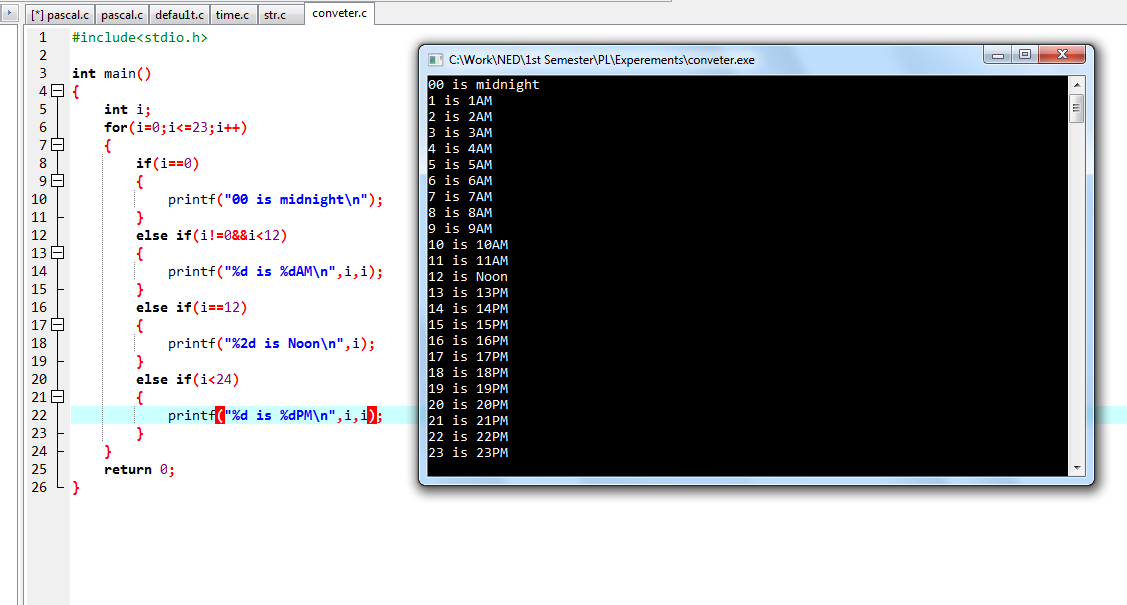 [*] pascal.c pascal.c defau1t.c time.c str.c conveter.c
1 #include<stdio.h>
2
3 int main()
4 {
5 int i;
6 for(i=0;i<=23;i++)
7 {
8 if(i==0)
9 {
10 printf("00 is midnight\n");
11 }
12 else if(i!=0&&i<12)
13 {
14 printf("%d is %dAM\n",i,i);
15 }
16 else if(i==12)
17 {
18 printf("%2d is Noon\n",i);
19 }
20 else if(i<24)
21 {
22 printf("%d is %dPM\n",i,i);
23 }
24 }
25 return 0;
26 }
C:\Work\NED\1st Semester\PL\Experements\conveter.exe
00 is midnight
1 is 1AM
2 is 2AM
3 is 3AM
4 is 4AM
5 is 5AM
6 is 6AM
7 is 7AM
8 is 8AM
9 is 9AM
10 is 10AM
11 is 11AM
12 is Noon
13 is 13PM
14 is 14PM
15 is 15PM
16 is 16PM
17 is 17PM
18 is 18PM
19 is 19PM
20 is 20PM
21 is 21PM
22 is 22PM
23 is 23PM